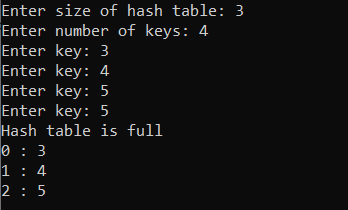 Enter size of hash table: 3
Enter number of keys: 4
Enter key: 3
Enter key: 4
Enter key: 5
Enter key: 5
Hash table is full
0 : 3
1 : 4
2 : 5